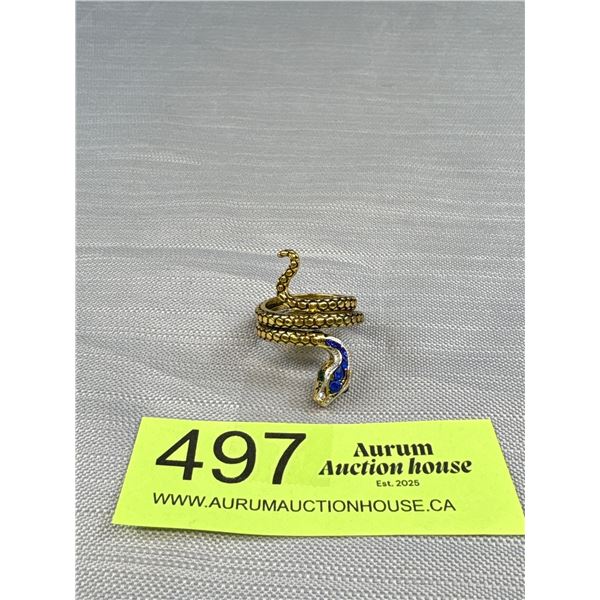 497
Aurum
Auction house
Est. 2025
WWW.AURUMAUCTIONHOUSE.CA